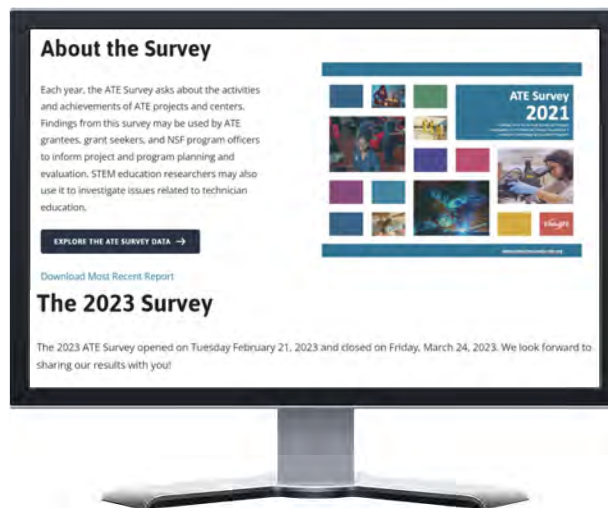 About the Survey
Each year, the ATE Survey asks about the activities
and achievements of ATE projects and centers.
Findings from this survey may be used by ATE
grantees, grant seekers, and NSF program officers
to inform project and program planning and
evaluation. STEM education researchers may also
use it to investigate issues related to technician
education.
ATE Survey
2021
EXPLORE THE ATE SURVEY DATA →
Download Most Recent Report
The 2023 Survey
The 2023 ATE Survey opened on Tuesday February 21, 2023 and closed on Friday, March 24, 2023. We look forward to
sharing our results with you!